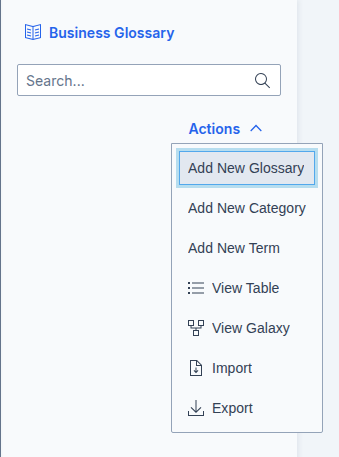 Business Glossary
Search...
Actions
Add New Glossary
Add New Category
Add New Term
View Table
View Galaxy
Import
Export